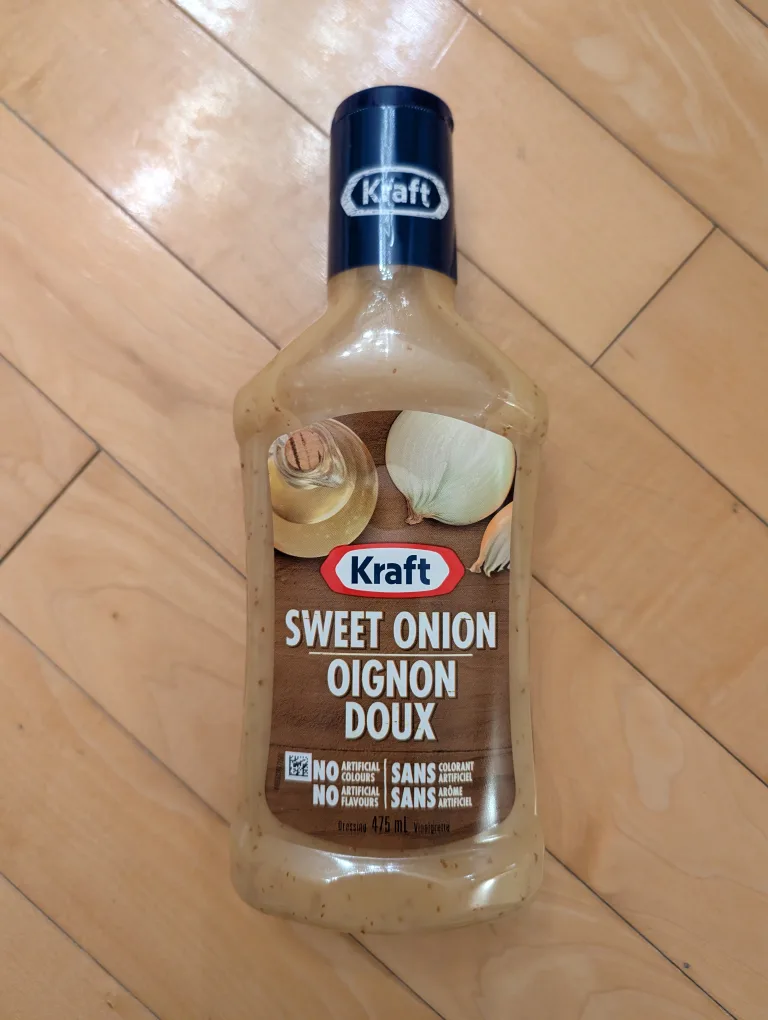 Kraft
Kraft
SWEET ONION
OIGNON
DOUX
NO ARTIFICIAL COLOURS
NO ARTIFICIAL FLAVOURS
SANS COLORANT ARTIFICIEL
SANS ARÔME ARTIFICIEL
Dressing 475 mL Vinaigrette